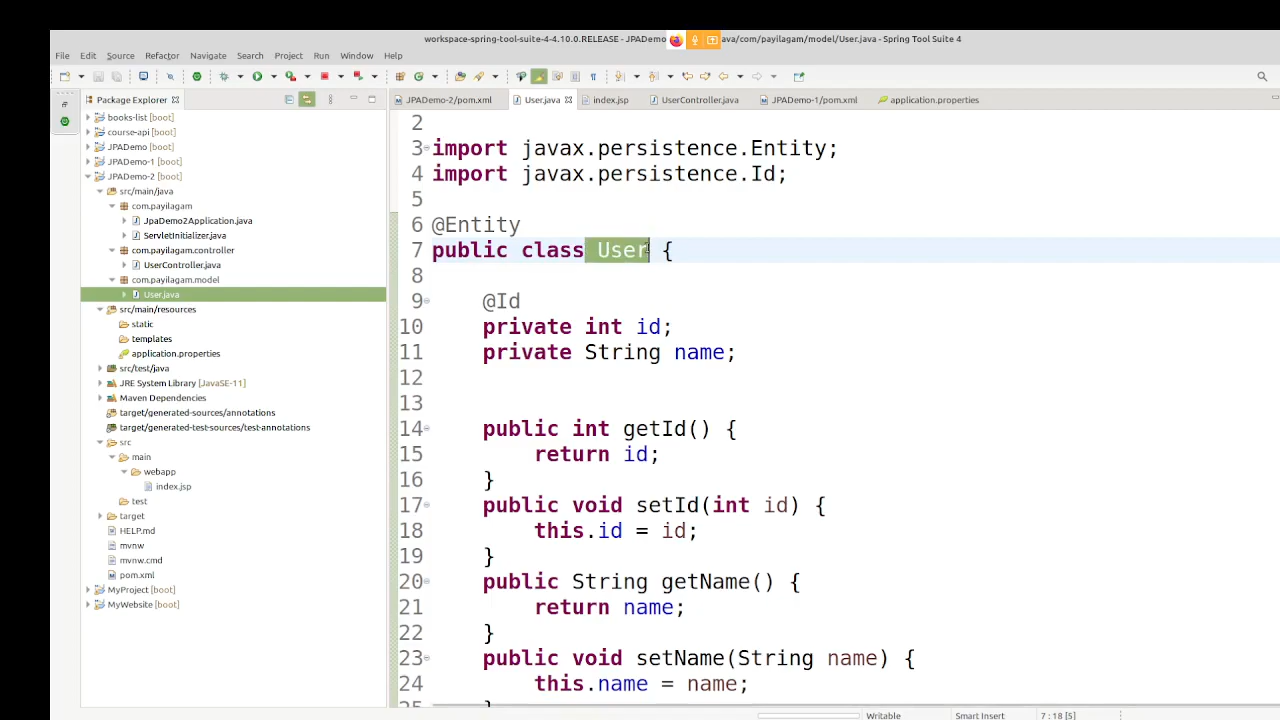 workspace-spring-tool-suite-4-4.10.0.RELEASE - JPADemo ava/com/payilagam/model/User.java - Spring Tool Suite 4
File Edit Source Refactor Navigate Search Project Run Window Help
Package Explorer
JPADemo-2/pom.xml User.java index.jsp UserController.java JPADemo-1/pom.xml application.properties
books-list [boot]
course-api [boot]
JPADemo [boot]
JPADemo-1 [boot]
JPADemo-2 [boot]
src/main/java
com.payilagam
JpaDemo2Application.java
ServletInitializer.java
com.payilagam.controller
UserController.java
com.payilagam.model
User.java
src/main/resources
static
templates
application.properties
src/test/java
JRE System Library [JavaSE-11]
Maven Dependencies
target/generated-sources/annotations
target/generated-test-sources/test-annotations
src
main
webapp
index.jsp
test
target
HELP.md
mvnw
mvnw.cmd
pom.xml
MyProject [boot]
MyWebsite [boot]
2
3 import javax.persistence.Entity;
4 import javax.persistence.Id;
5
6 @Entity
7 public class User {
8
9 @Id
10 private int id;
11 private String name;
12
13
14 public int getId() {
15 return id;
16 }
17 public void setId(int id) {
18 this.id = id;
19 }
20 public String getName() {
21 return name;
22 }
23 public void setName(String name) {
24 this.name = name;
25 }
Writable Smart Insert 7 : 18 [5]